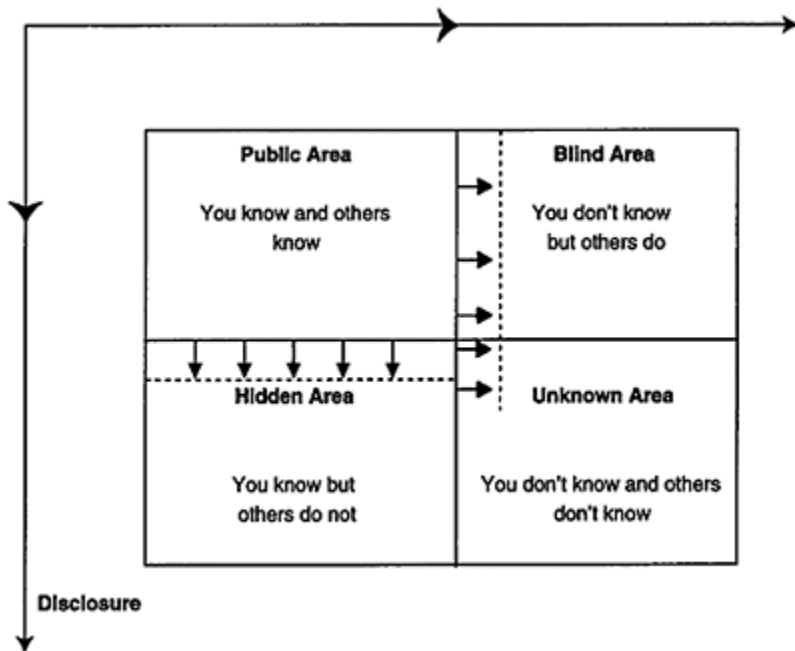 Public Area
You know and others
know
Blind Area
You don't know
but others do
Hidden Area
You know but
others do not
Unknown Area
You don't know and others
don't know
Disclosure